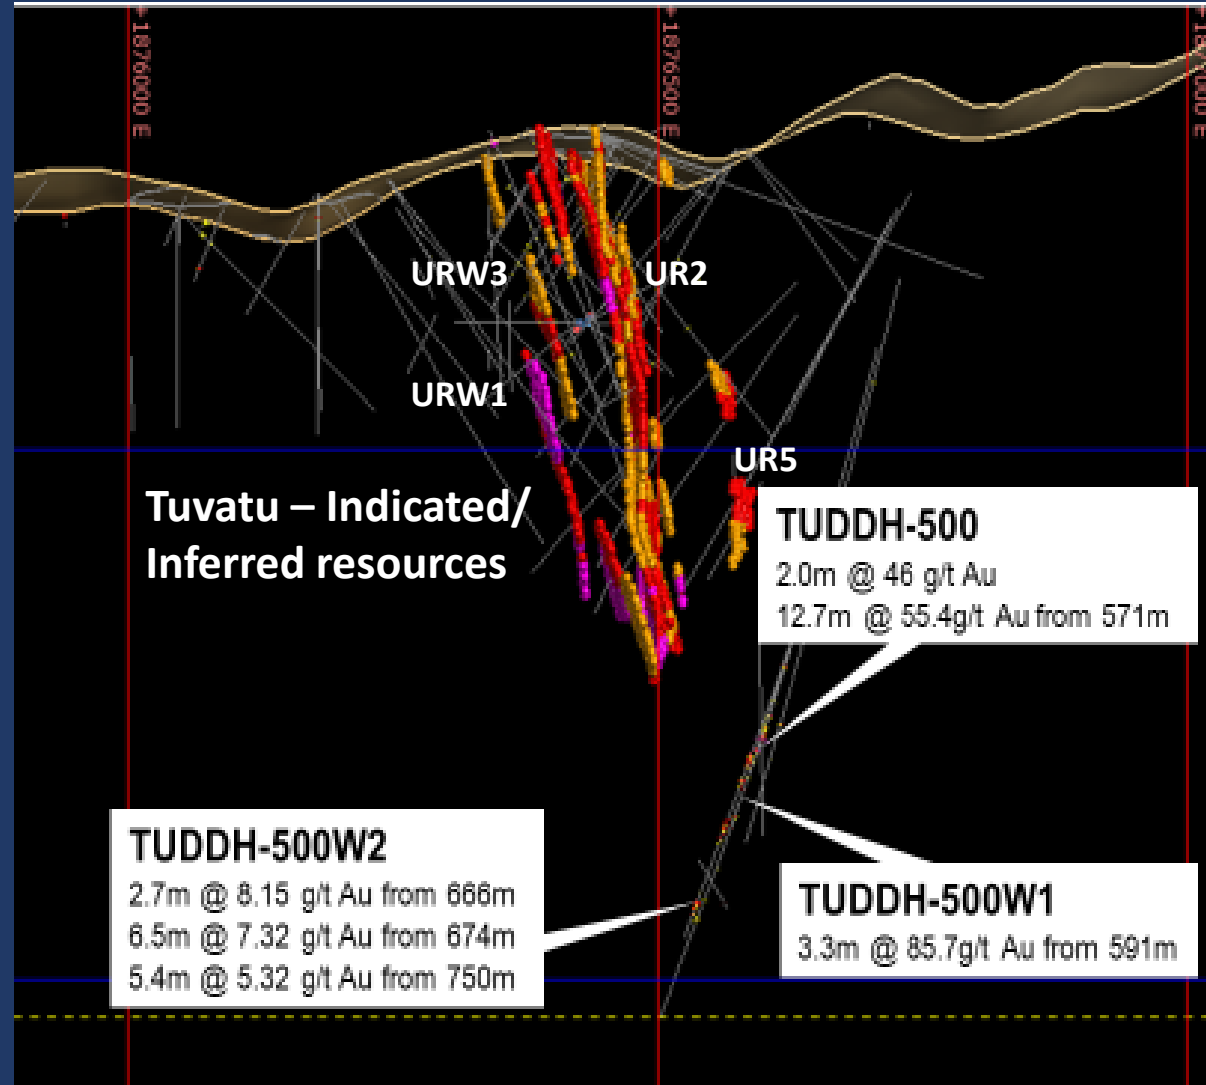 +1876000 E
+1876500 E
URW3
UR2
URW1
UR5
Tuvatu – Indicated/
Inferred resources
TUDDH-500
2.0m @ 46 g/t Au
12.7m @ 55.4g/t Au from 571m
TUDDH-500W2
2.7m @ 8.15 g/t Au from 666m
6.5m @ 7.32 g/t Au from 674m
5.4m @ 5.32 g/t Au from 750m
TUDDH-500W1
3.3m @ 85.7g/t Au from 591m